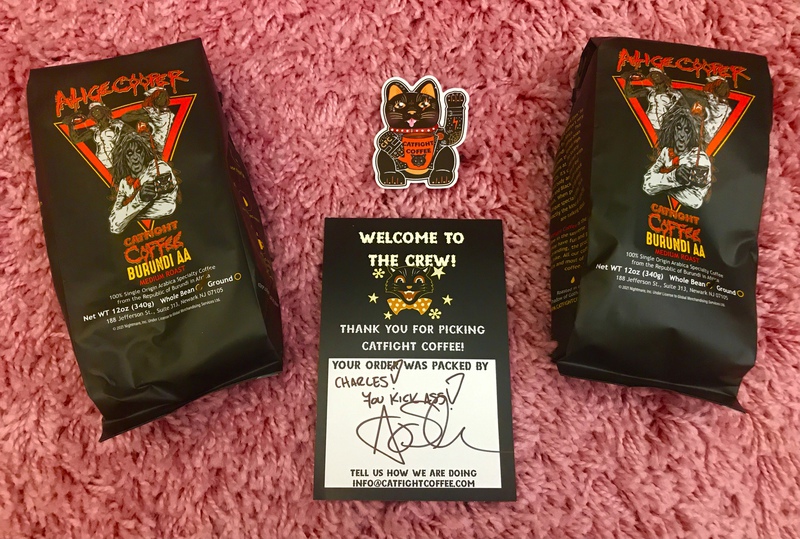 ALICE COOPER
CATFIGHT
COFFEE
BURUNDI AA
MEDIUM ROAST
100% Single Origin Arabica Specialty Coffee
from the Republic of Burundi in Africa
Net WT 12oz (340g) Whole Bean Ground
188 Jefferson St., Suite 313, Newark NJ 07105
CATFIGHT
COFFEE
WELCOME TO
THE CREW!
THANK YOU FOR PICKING
CATFIGHT COFFEE!
YOUR ORDER WAS PACKED BY
CHARLES
YOU KICK ASS!
TELL US HOW WE ARE DOING
INFO@CATFIGHTCOFFEE.COM
ALICE COOPER
CATFIGHT
COFFEE
BURUNDI AA
MEDIUM ROAST
100% Single Origin Arabica Specialty Coffee
from the Republic of Burundi in Africa
Net WT 12oz (340g) Whole Bean Ground
188 Jefferson St., Suite 313, Newark NJ 07105